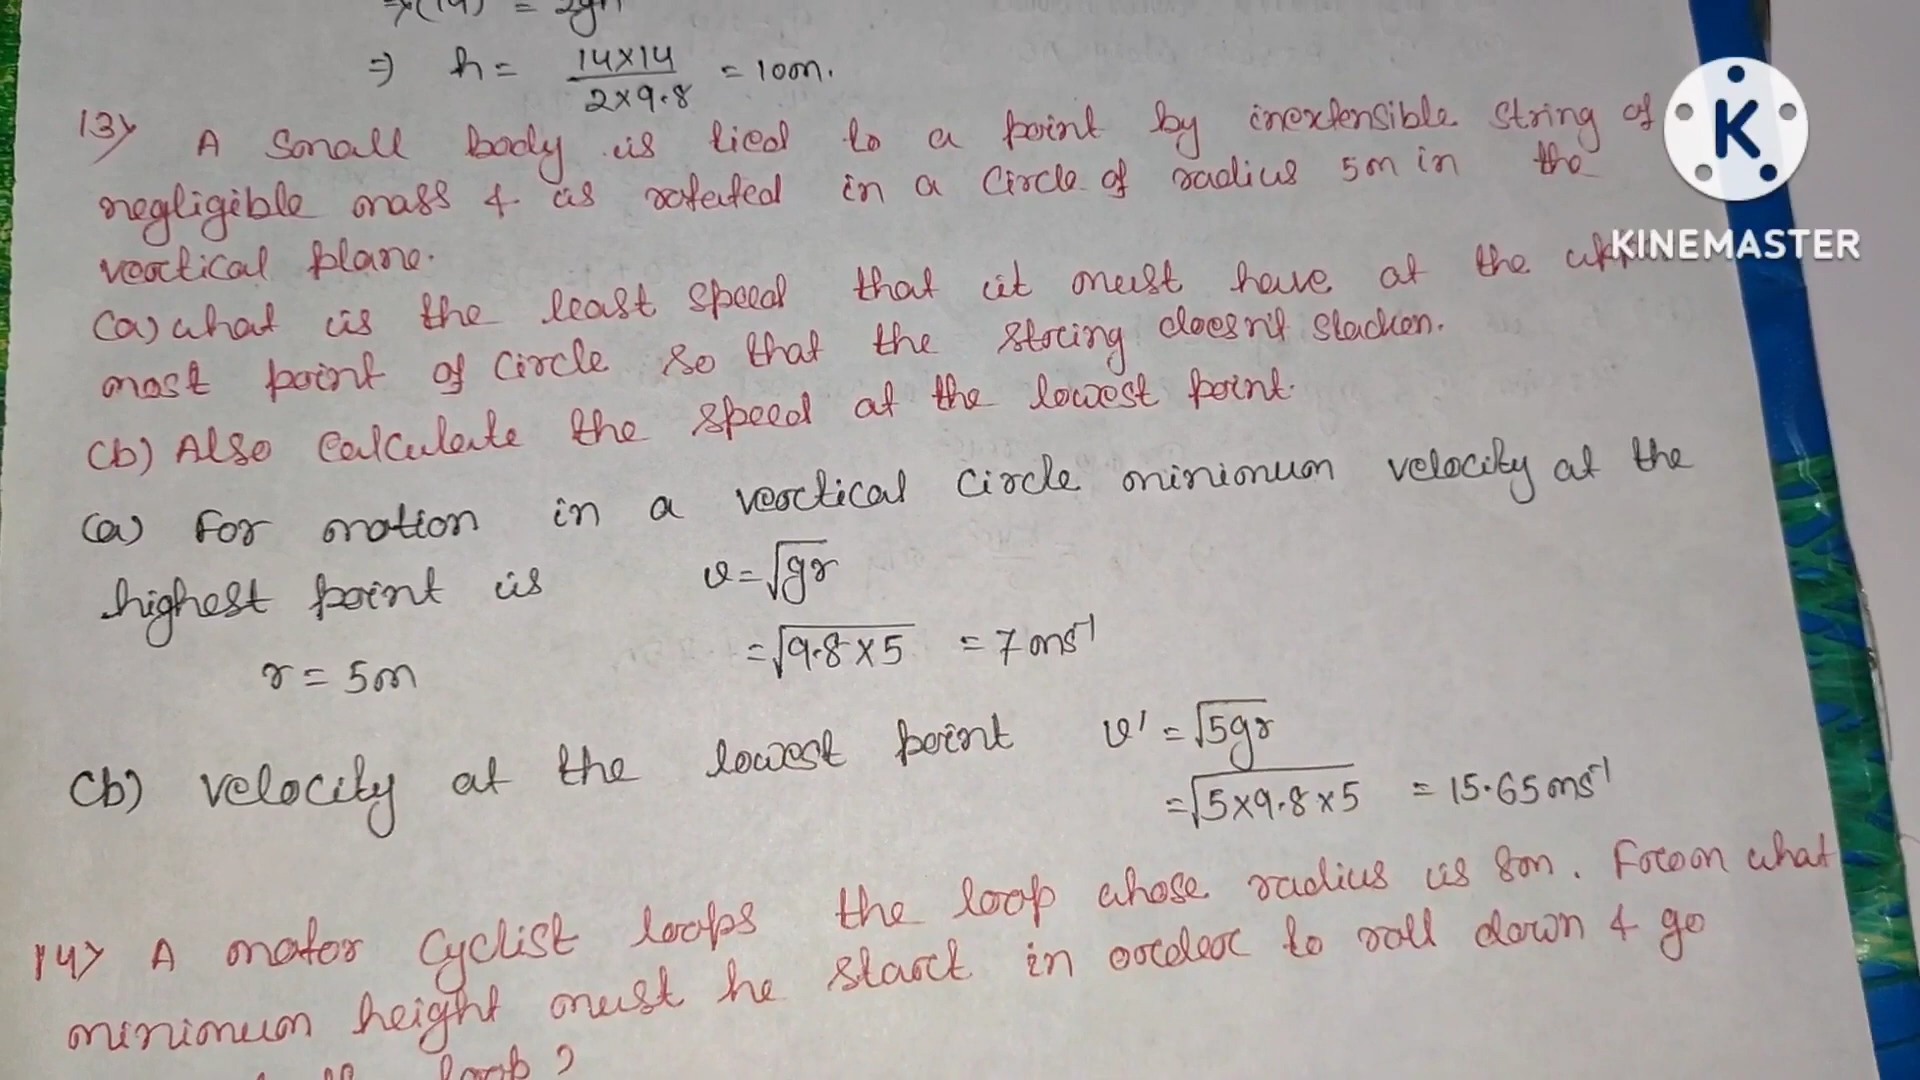 ⇒ h = 14×14 / 2×9.8 = 10m.
13) A small body is tied to a point by inextensible string of
negligible mass & is rotated in a circle of radius 5m in the
vertical plane.
(a) what is the least speed that it must have at the
most point of circle so that the string doesn't slacken.
(b) Also calculate the speed at the lowest point.
(a) For motion in a vertical circle minimum velocity at the
highest point is v = √gr
r = 5m = √9.8×5 = 7ms⁻¹
(b) velocity at the lowest point v' = √5gr
= √5×9.8×5 = 15.65ms⁻¹
14) A motor cyclist loops the loop whose radius is 8m. From what
minimum height must he start in order to roll down & go
loop?
K
KINEMASTER